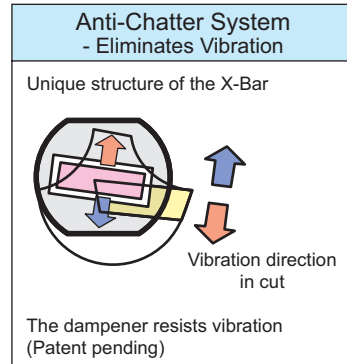 Anti-Chatter System
- Eliminates Vibration
Unique structure of the X-Bar
Vibration direction
in cut
The dampener resists vibration
(Patent pending)